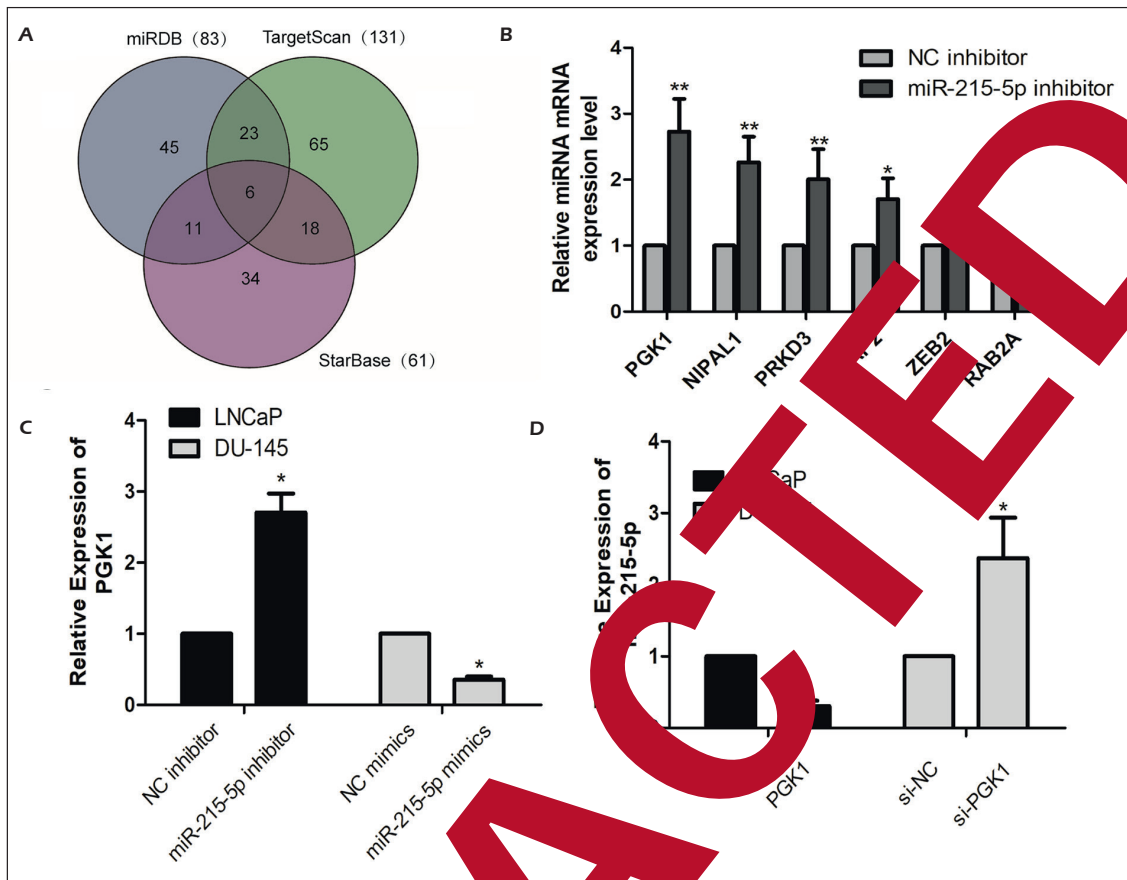 A
miRDB（83）
TargetScan（131）
45
23
65
6
11
18
34
StarBase（61）
B
NC inhibitor
miR-215-5p inhibitor
Relative miRNA mRNA
expression level
4
3
2
1
0
**
**
**
*
PGK1
NIPAL1
PRKD3
ZEB2
RAB2A
C
LNCaP
DU-145
Relative Expression of
PGK1
4
3
2
1
0
*
*
NC inhibitor
miR-215-5p inhibitor
NC mimics
miR-215-5p mimics
D
Expression of
215-5p
4
3
1
*
PGK1
si-NC
si-PGK1
ACTED